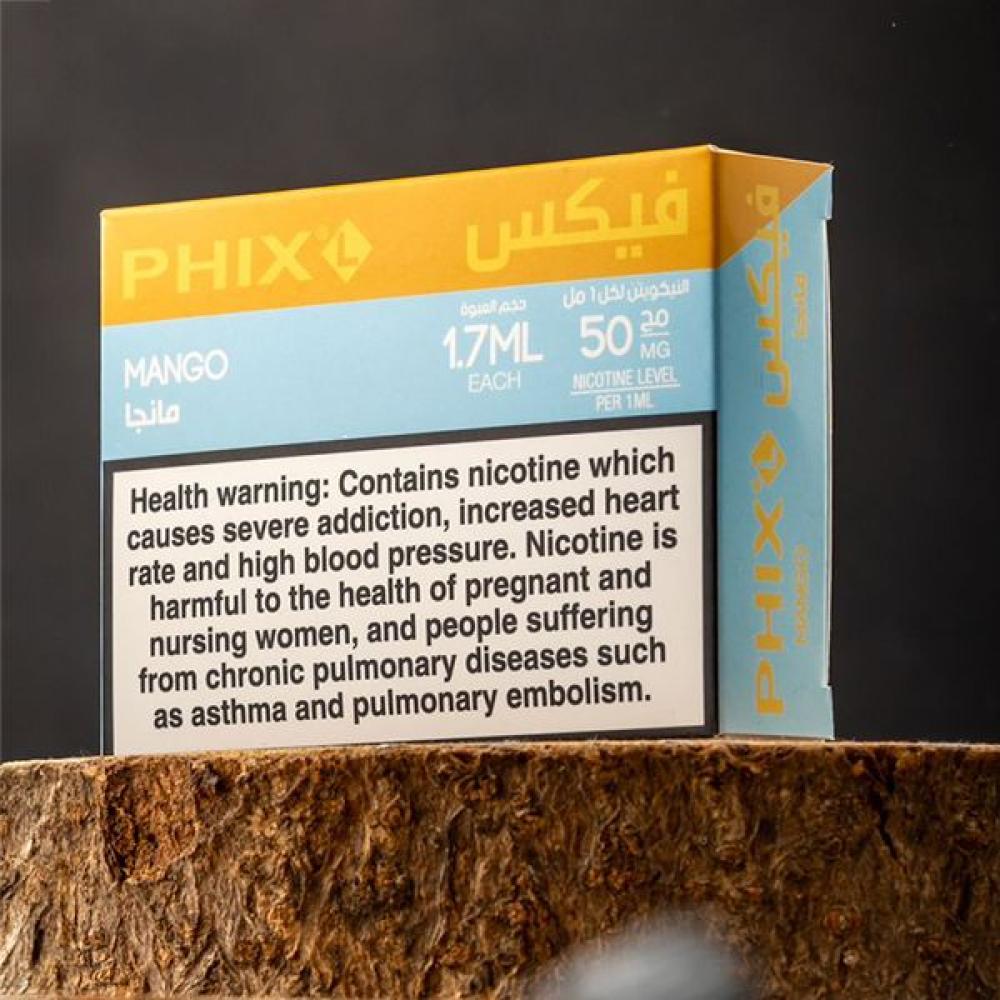 PHIX L فيكس
MANGO
مانجا
حجم العبوة
1.7ML
EACH
النيكوتين لكل 1 مل
50 مج
MG
NICOTINE LEVEL
PER 1ML
Health warning: Contains nicotine which
causes severe addiction, increased heart
rate and high blood pressure. Nicotine is
harmful to the health of pregnant and
nursing women, and people suffering
from chronic pulmonary diseases such
as asthma and pulmonary embolism.
PHIX L فيكس
MANGO مانجا